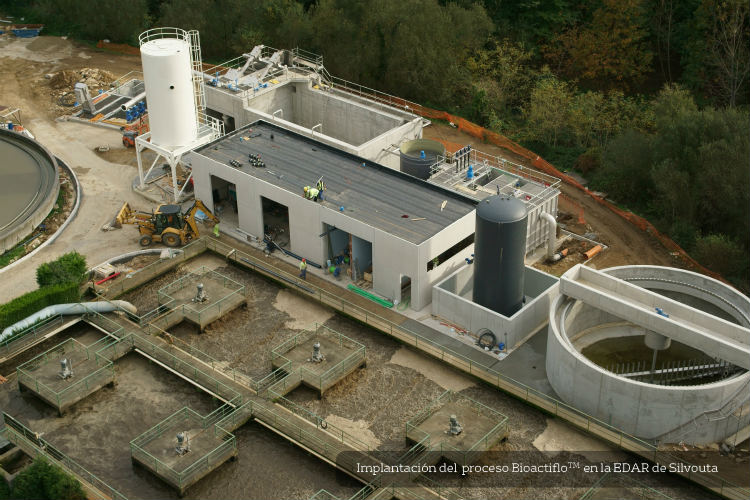 Implantación del proceso Bioactiflo™ en la EDAR de Silvouta